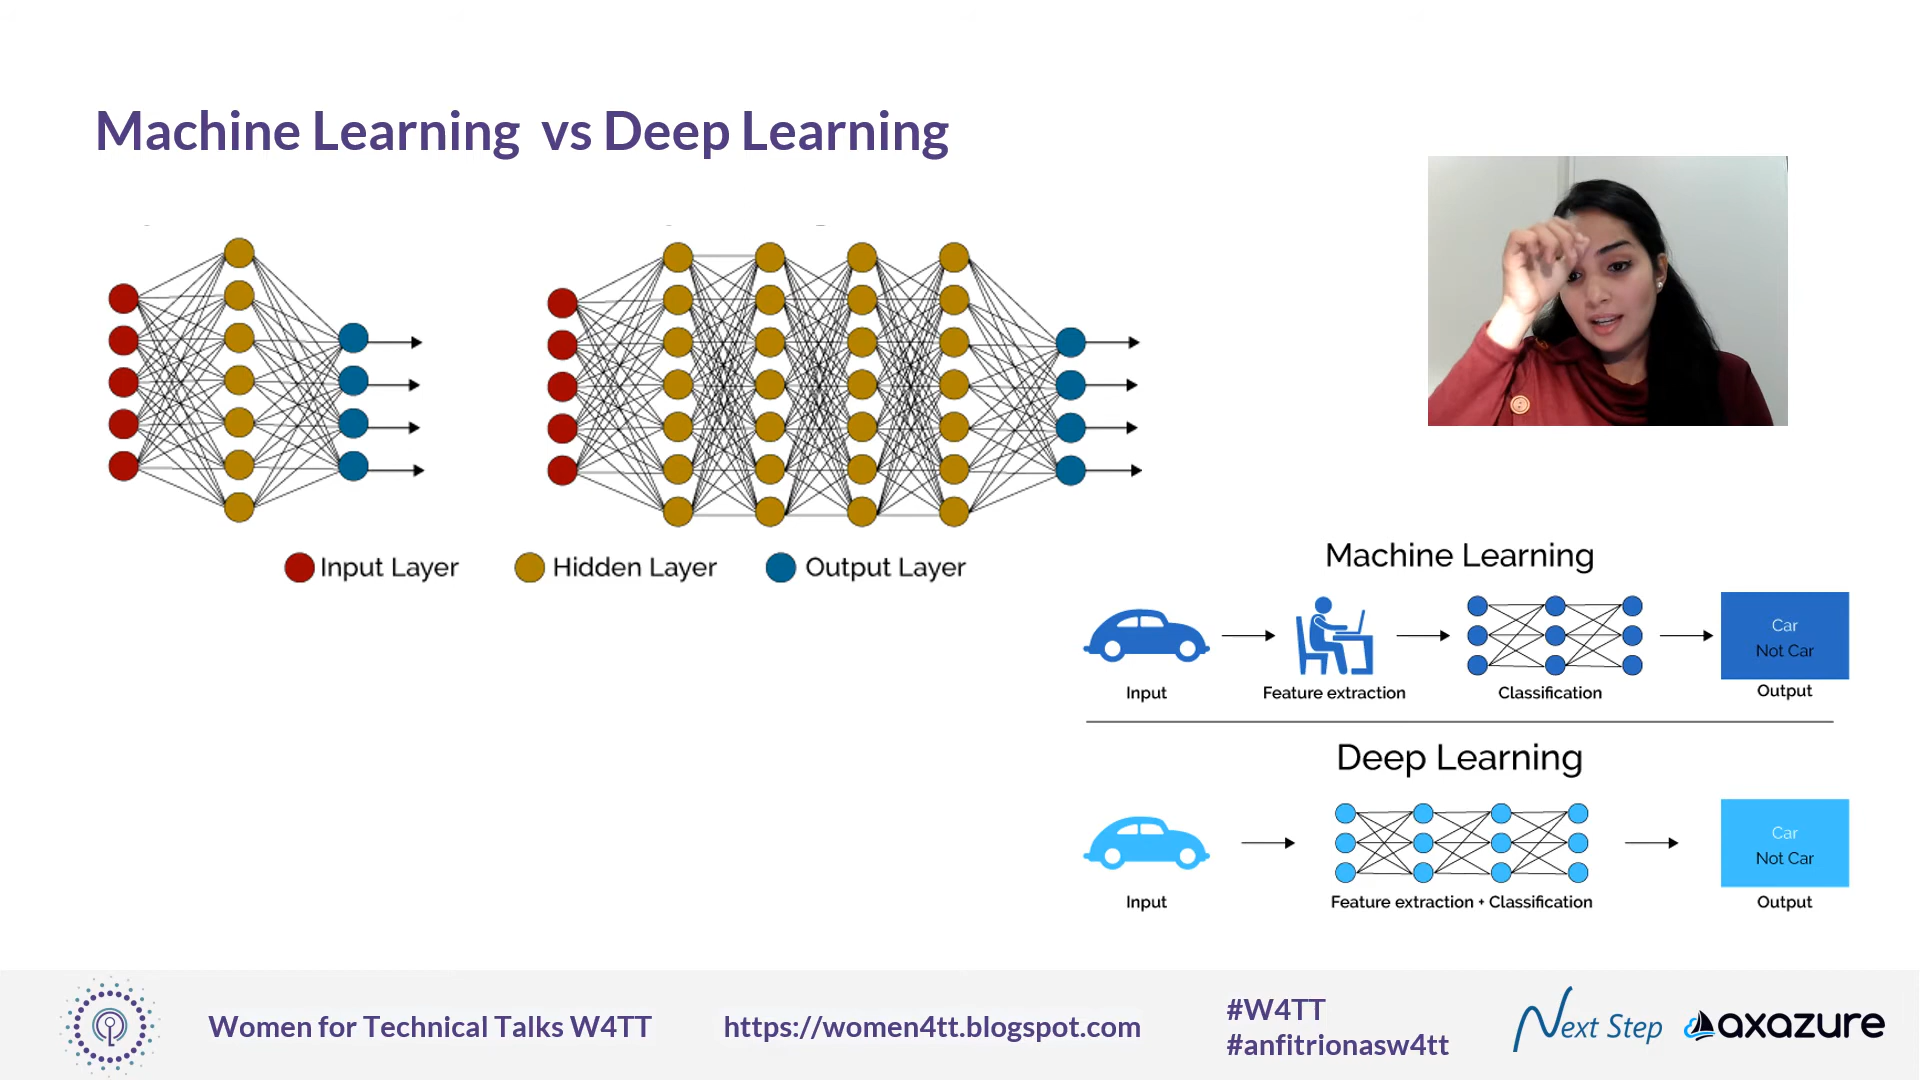 Machine Learning vs Deep Learning
Input Layer
Hidden Layer
Output Layer
Machine Learning
Car
Not Car
Input
Feature extraction
Classification
Output
Deep Learning
Car
Not Car
Input
Feature extraction + Classification
Output
Women for Technical Talks W4TT
https://women4tt.blogspot.com
#W4TT
#anfitrionasw4tt
Next Step
axazure